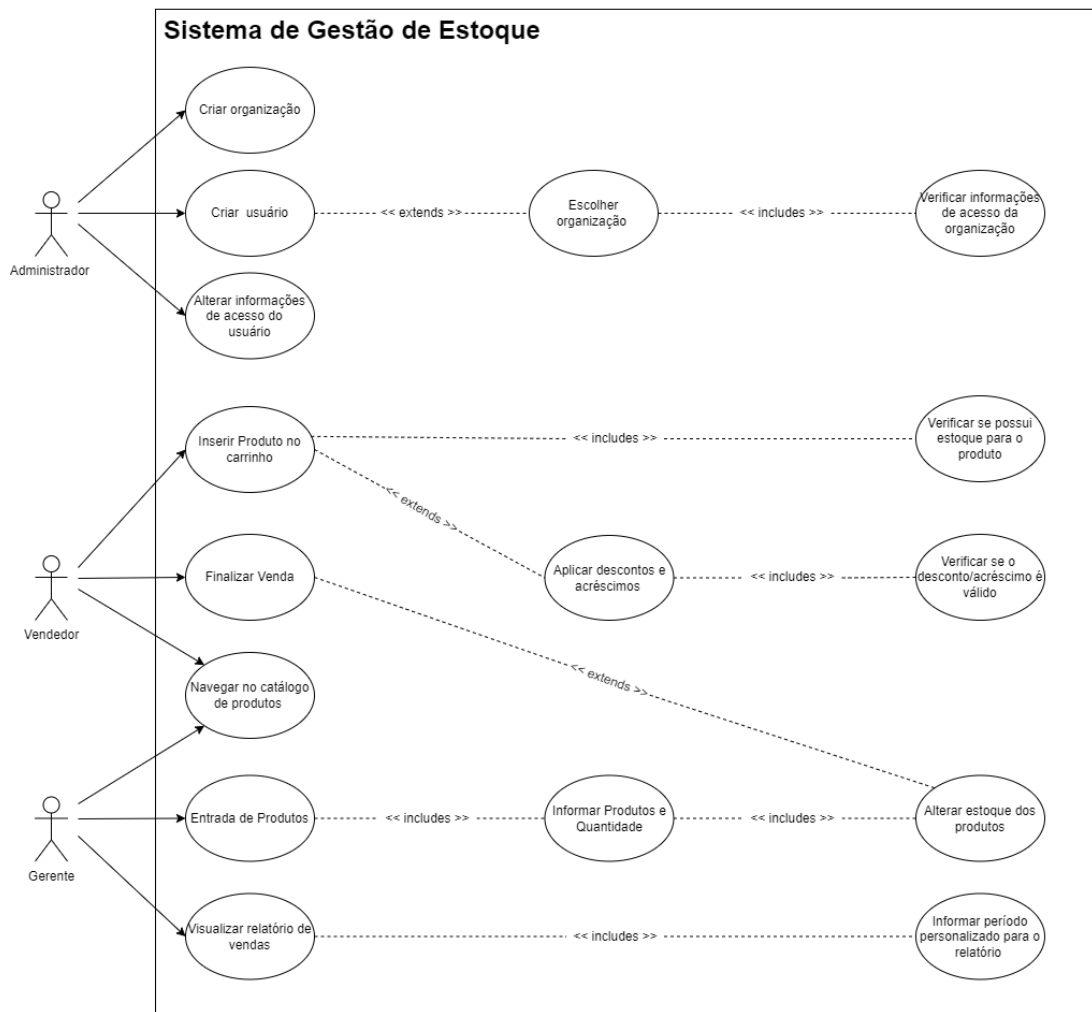 Sistema de Gestão de Estoque
Criar organização
Criar usuário
<< extends >>
Escolher
organização
<< includes >>
Verificar informações
de acesso da
organização
Administrador
Alterar informações
de acesso do
usuário
Inserir Produto no
carrinho
<< includes >>
Verificar se possui
estoque para o
produto
<< extends >>
Finalizar Venda
Aplicar descontos e
acréscimos
<< includes >>
Verificar se o
desconto/acréscimo é
válido
Vendedor
<< extends >>
Navegar no catálogo
de produtos
Entrada de Produtos
<< includes >>
Informar Produtos e
Quantidade
<< includes >>
Alterar estoque dos
produtos
Gerente
Visualizar relatório de
vendas
<< includes >>
Informar período
personalizado para o
relatório